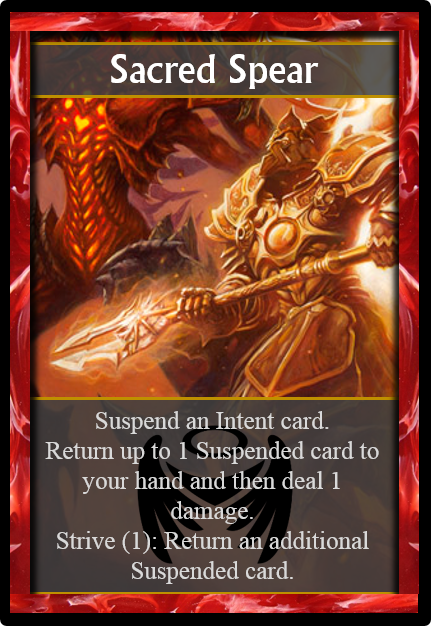 Sacred Spear
Suspend an Intent card.
Return up to 1 Suspended card to
your hand and then deal 1
damage.
Strive (1): Return an additional
Suspended card.